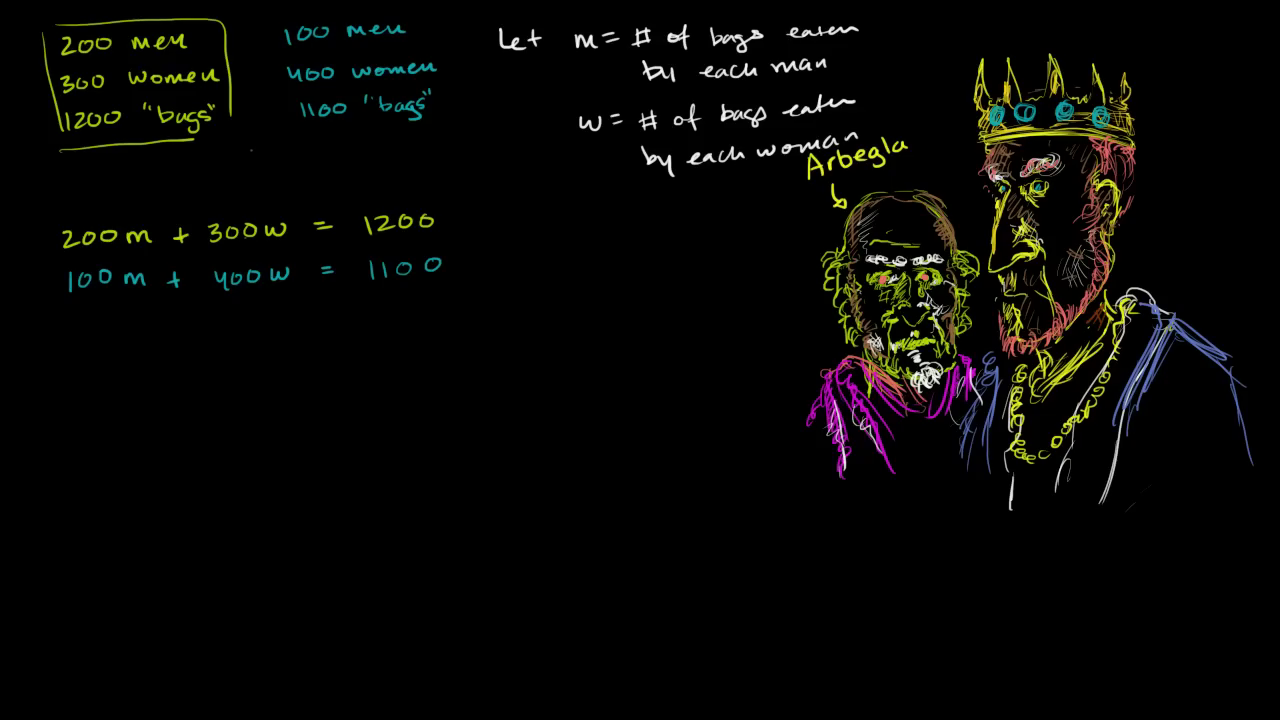 200 men
300 women
1200 "bags"
100 men
400 women
1100 "bags"
Let m = # of bags eaten
by each man
w = # of bags eaten
by each woman
Arbegla
200m + 300w = 1200
100m + 400w = 1100